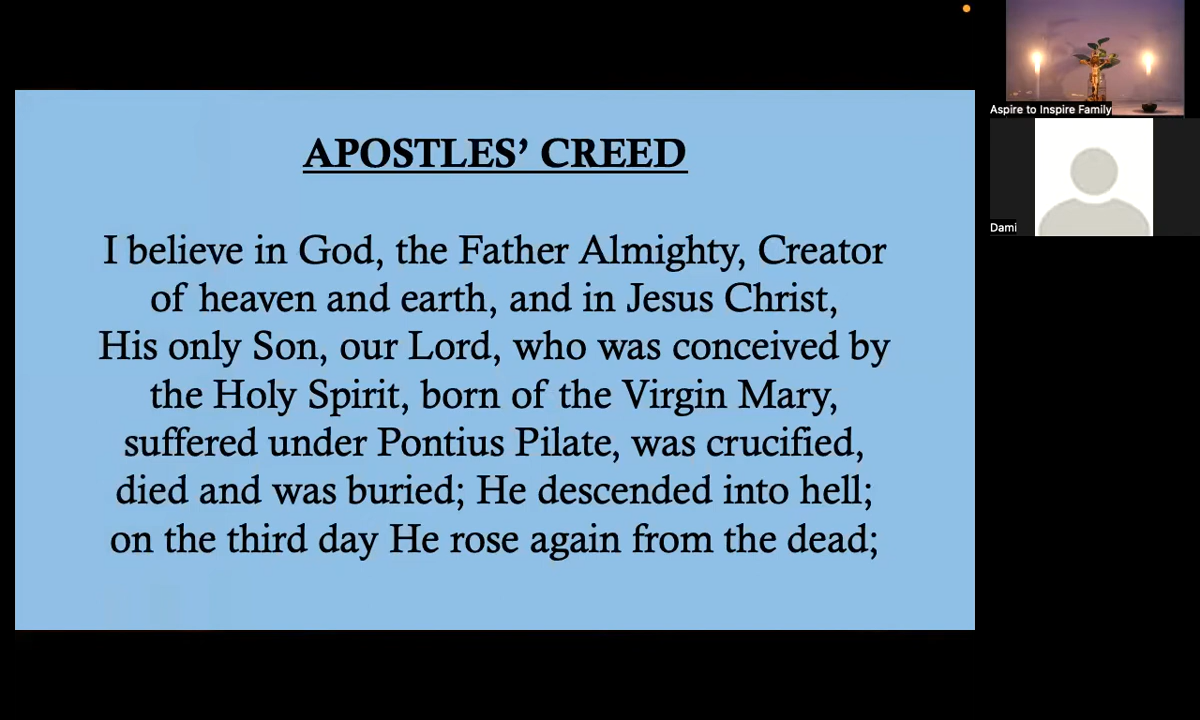 APOSTLES’ CREED
I believe in God, the Father Almighty, Creator
of heaven and earth, and in Jesus Christ,
His only Son, our Lord, who was conceived by
the Holy Spirit, born of the Virgin Mary,
suffered under Pontius Pilate, was crucified,
died and was buried; He descended into hell;
on the third day He rose again from the dead;
Aspire to Inspire Family
Dami